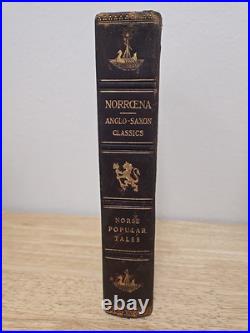 NORRŒNA
ANGLO-SAXON
CLASSICS
NORSE
POPULAR
TALES